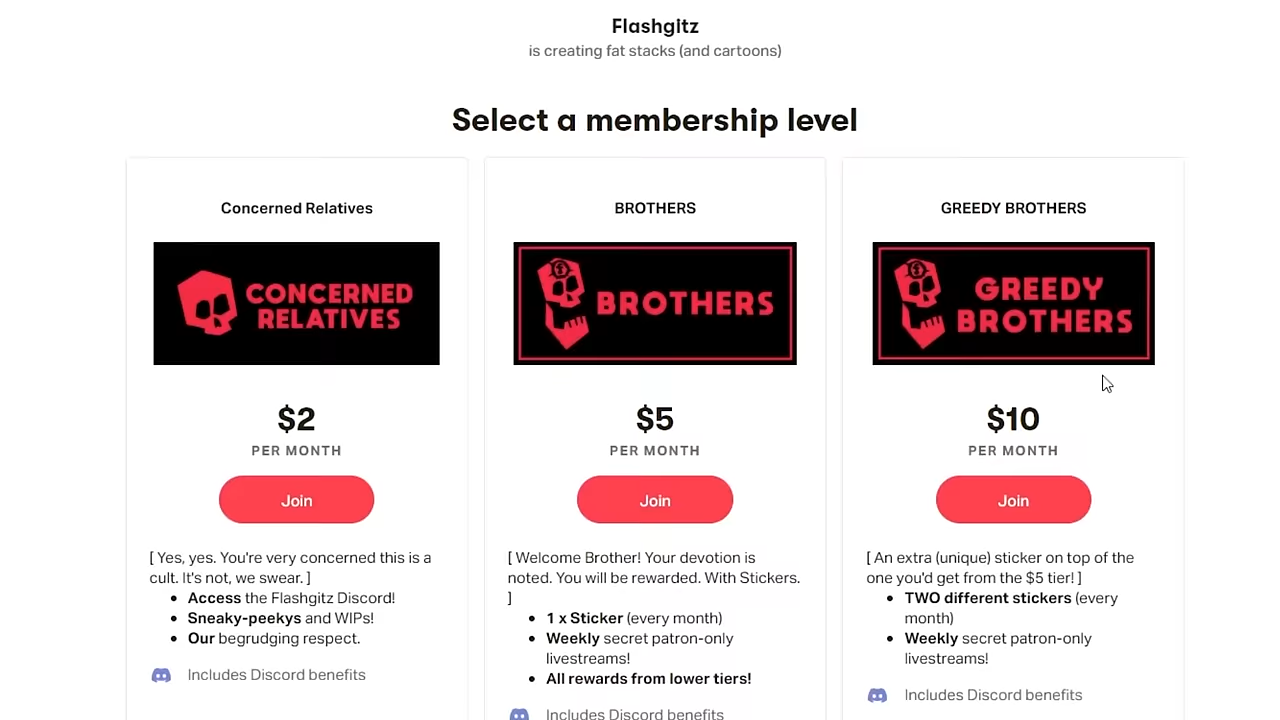 Flashgitz
is creating fat stacks (and cartoons)
Select a membership level
Concerned Relatives
CONCERNED
RELATIVES
$2
PER MONTH
Join
[ Yes, yes. You're very concerned this is a
cult. It's not, we swear. ]
Access the Flashgitz Discord!
Sneaky-peekys and WIPs!
Our begrudging respect.
Includes Discord benefits
BROTHERS
BROTHERS
$5
PER MONTH
Join
[ Welcome Brother! Your devotion is
noted. You will be rewarded. With Stickers.
]
1 x Sticker (every month)
Weekly secret patron-only
livestreams!
All rewards from lower tiers!
Includes Discord benefits
GREEDY BROTHERS
GREEDY
BROTHERS
$10
PER MONTH
Join
[ An extra (unique) sticker on top of the
one you'd get from the $5 tier! ]
TWO different stickers (every
month)
Weekly secret patron-only
livestreams!
Includes Discord benefits